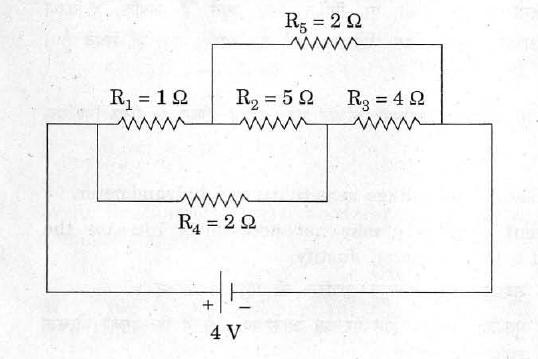 R₅ = 2 Ω
R₁ = 1 Ω R₂ = 5 Ω R₃ = 4 Ω
R₄ = 2 Ω
+ −
4 V